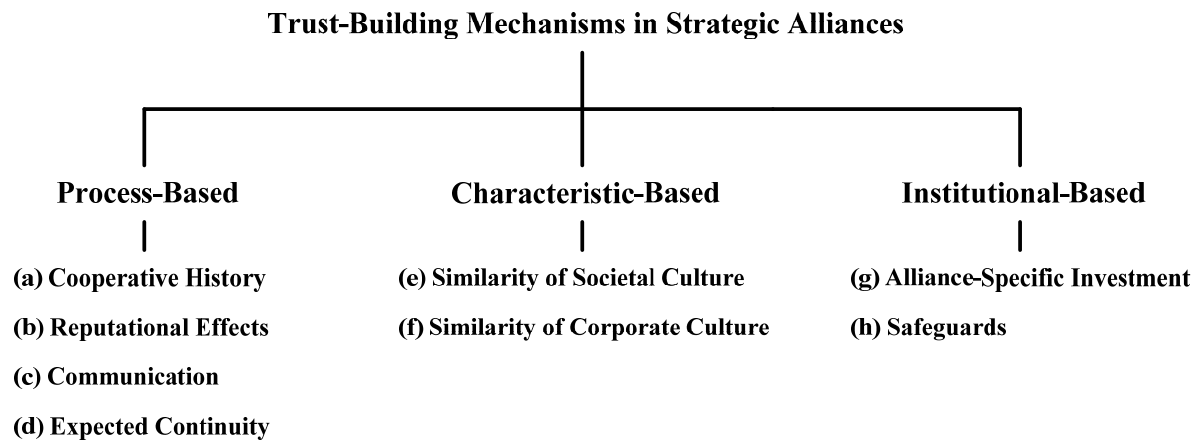 Trust-Building Mechanisms in Strategic Alliances
Process-Based
(a) Cooperative History
(b) Reputational Effects
(c) Communication
(d) Expected Continuity
Characteristic-Based
(e) Similarity of Societal Culture
(f) Similarity of Corporate Culture
Institutional-Based
(g) Alliance-Specific Investment
(h) Safeguards